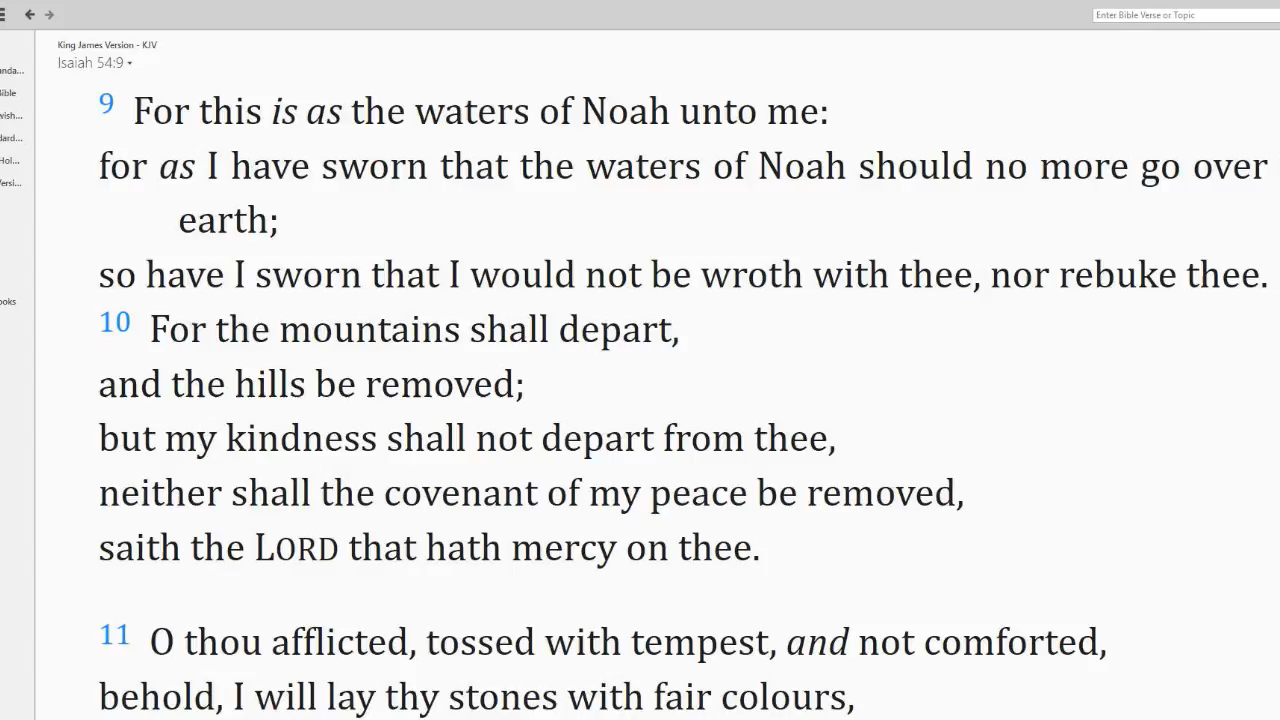 Enter Bible Verse or Topic
King James Version - KJV
Isaiah 54:9
9 For this is as the waters of Noah unto me:
for as I have sworn that the waters of Noah should no more go over
earth;
so have I sworn that I would not be wroth with thee, nor rebuke thee.
10 For the mountains shall depart,
and the hills be removed;
but my kindness shall not depart from thee,
neither shall the covenant of my peace be removed,
saith the LORD that hath mercy on thee.
11 O thou afflicted, tossed with tempest, and not comforted,
behold, I will lay thy stones with fair colours,